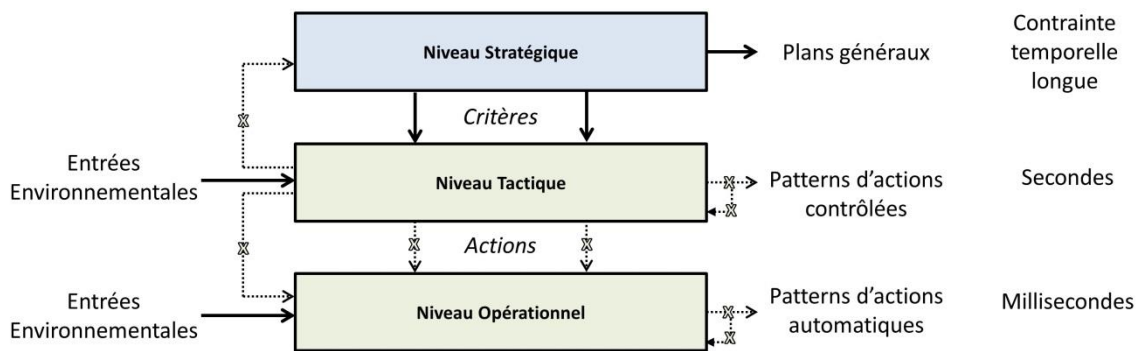 Contrainte
temporelle
longue
Niveau Stratégique
Plans généraux
Critères
X
Entrées
Environnementales
Niveau Tactique
X
X
Patterns d'actions
contrôlées
Secondes
X
X
Actions
X
Entrées
Environnementales
Niveau Opérationnel
X
X
Patterns d'actions
automatiques
Millisecondes